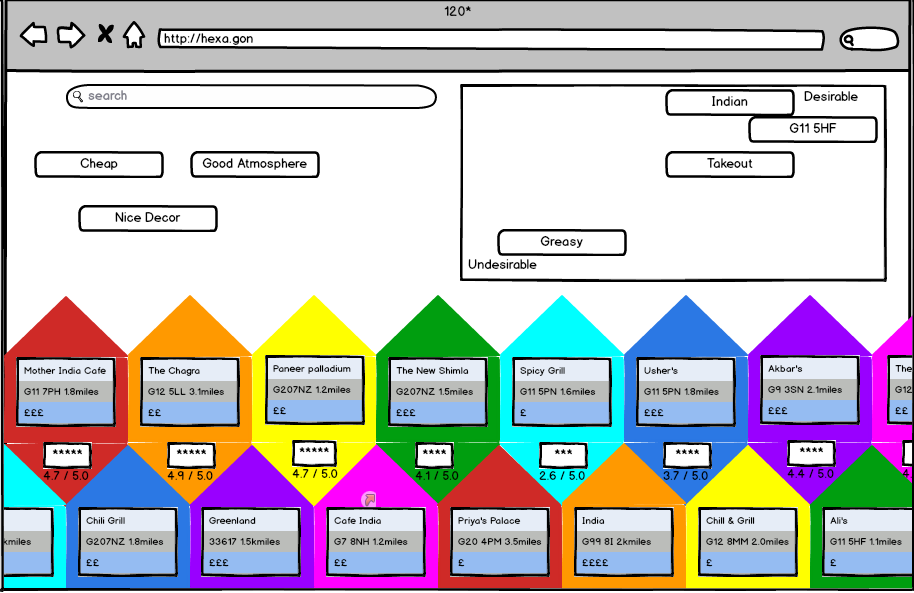 120*
http://hexa.gon
search
Indian
Desirable
G11 5HF
Cheap
Good Atmosphere
Takeout
Nice Decor
Greasy
Undesirable
Mother India Cafe
G11 7PH 1.8miles
£££
*****
4.7 / 5.0
The Chagra
G12 5LL 3.1miles
££
*****
4.9 / 5.0
Paneer palladium
G207NZ 1.2miles
££
*****
4.7 / 5.0
The New Shimla
G207NZ 1.5miles
£££
****
4.1 / 5.0
Spicy Grill
G11 5PN 1.6miles
£
***
2.6 / 5.0
Usher's
G11 5PN 1.8miles
£££
****
3.7 / 5.0
Akbar's
G9 3SN 2.1miles
£££
****
4.4 / 5.0
The
G12
££
4.
kmiles
Chili Grill
G207NZ 1.8miles
££
Greenland
33617 1.5kmiles
£££
Cafe India
G7 8NH 1.2miles
££
Priya's Palace
G20 4PM 3.5miles
£
India
G99 8I 2kmiles
££££
Chill & Grill
G12 8MM 2.0miles
£
Ali's
G11 5HF 1.1miles
£